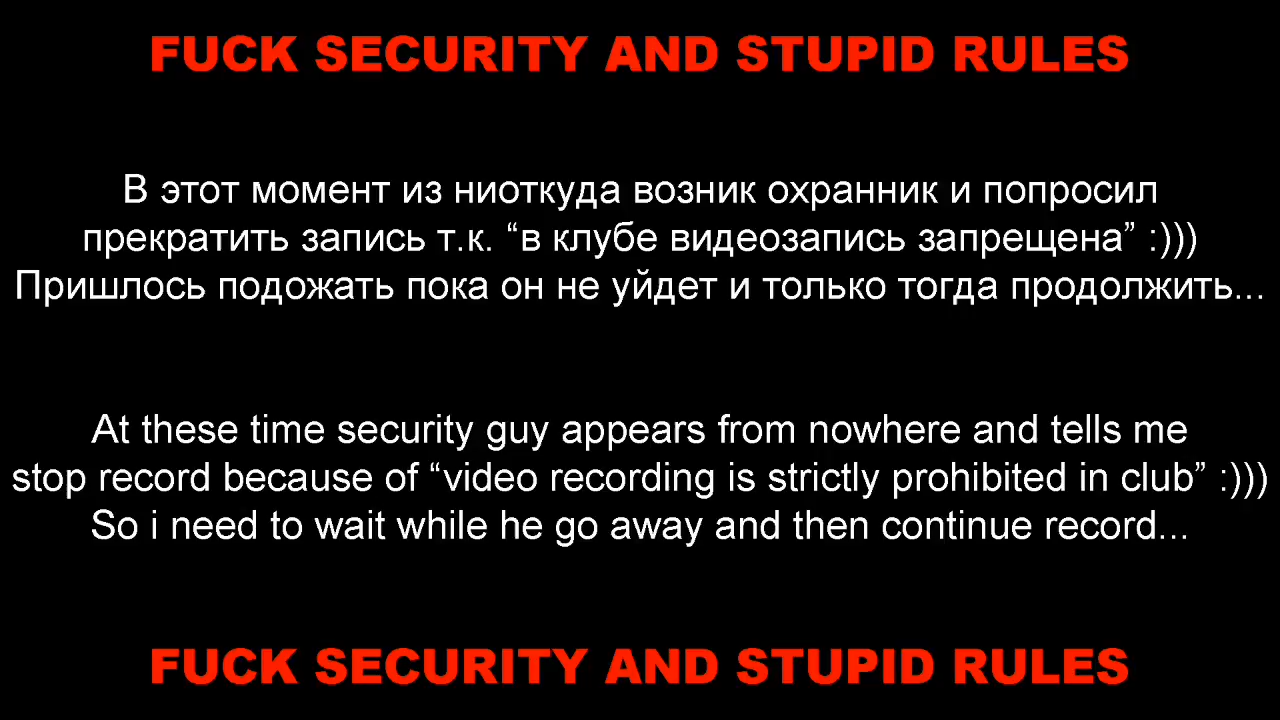 FUCK SECURITY AND STUPID RULES
В этот момент из ниоткуда возник охранник и попросил
прекратить запись т.к. “в клубе видеозапись запрещена” :)))
Пришлось подожать пока он не уйдет и только тогда продолжить...
At these time security guy appears from nowhere and tells me
stop record because of “video recording is strictly prohibited in club” :)))
So i need to wait while he go away and then continue record...
FUCK SECURITY AND STUPID RULES